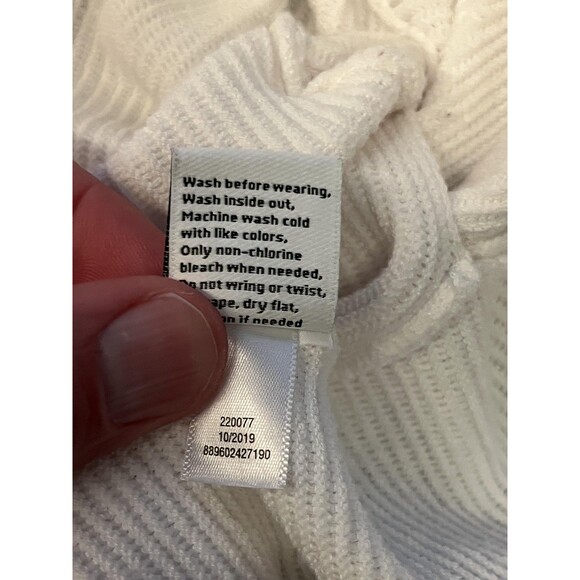 Wash before wearing,
Wash inside out,
Machine wash cold
with like colors,
Only non-chlorine
bleach when needed,
not wring or twist,
dry flat,
if needed
220077
10/2019
889602427190